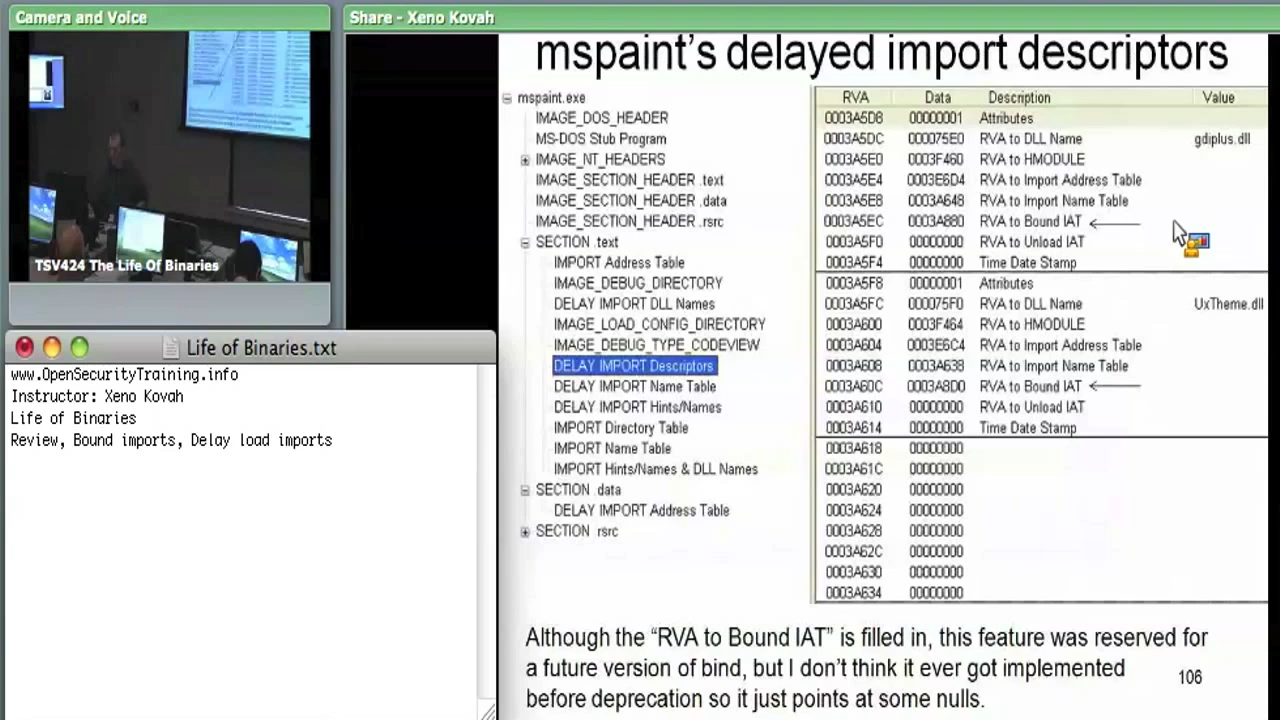 Camera and Voice
TSV424 The Life Of Binaries
Life of Binaries.txt
www.OpenSecurityTraining.info
Instructor: Xeno Kovah
Life of Binaries
Review, Bound imports, Delay load imports
Share - Xeno Kovah
mspaint's delayed import descriptors
mspaint.exe
IMAGE_DOS_HEADER
MS-DOS Stub Program
IMAGE_NT_HEADERS
IMAGE_SECTION_HEADER .text
IMAGE_SECTION_HEADER .data
IMAGE_SECTION_HEADER .rsrc
SECTION .text
IMPORT Address Table
IMAGE_DEBUG_DIRECTORY
DELAY IMPORT DLL Names
IMAGE_LOAD_CONFIG_DIRECTORY
IMAGE_DEBUG_TYPE_CODEVIEW
DELAY IMPORT Descriptors
DELAY IMPORT Name Table
DELAY IMPORT Hints/Names
IMPORT Directory Table
IMPORT Name Table
IMPORT Hints/Names & DLL Names
SECTION .data
DELAY IMPORT Address Table
SECTION .rsrc
RVA Data Description Value
0003A5D8 00000001 Attributes
0003A5DC 000075E0 RVA to DLL Name gdiplus.dll
0003A5E0 0003F460 RVA to HMODULE
0003A5E4 0003E6D4 RVA to Import Address Table
0003A5E8 0003A648 RVA to Import Name Table
0003A5EC 0003A880 RVA to Bound IAT
0003A5F0 00000000 RVA to Unload IAT
0003A5F4 00000000 Time Date Stamp
0003A5F8 00000001 Attributes
0003A5FC 000075F0 RVA to DLL Name UxTheme.dll
0003A600 0003F464 RVA to HMODULE
0003A604 0003E6C4 RVA to Import Address Table
0003A608 0003A638 RVA to Import Name Table
0003A60C 0003A8D0 RVA to Bound IAT
0003A610 00000000 RVA to Unload IAT
0003A614 00000000 Time Date Stamp
0003A618 00000000
0003A61C 00000000
0003A620 00000000
0003A624 00000000
0003A628 00000000
0003A62C 00000000
0003A630 00000000
0003A634 00000000
Although the “RVA to Bound IAT” is filled in, this feature was reserved for
a future version of bind, but I don't think it ever got implemented
before deprecation so it just points at some nulls.
106